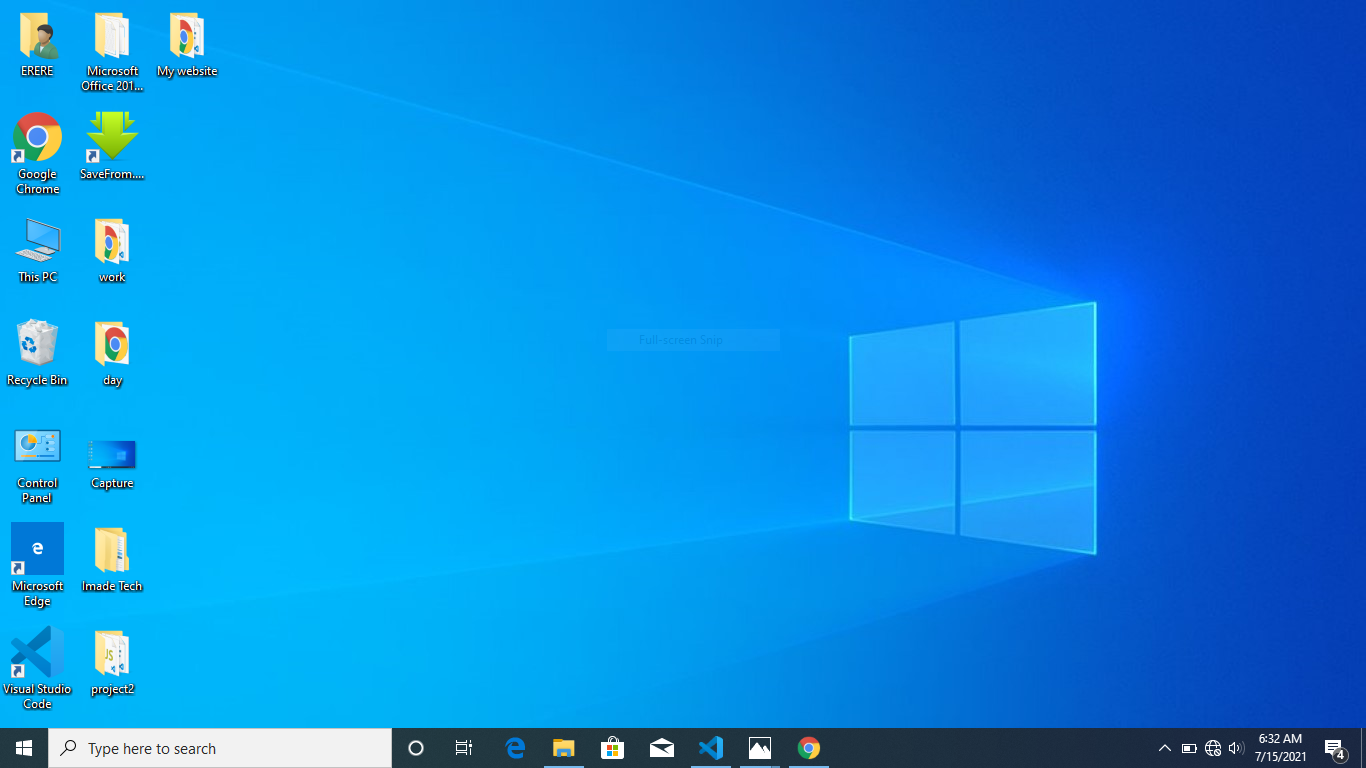 ERERE
Microsoft
Office 201...
My website
Google
Chrome
SaveFrom....
This PC
work
Recycle Bin
day
Full-screen Snip
Control
Panel
Capture
e
Microsoft
Edge
Imade Tech
Visual Studio
Code
JS
project2
Type here to search
6:32 AM
7/15/2021
4